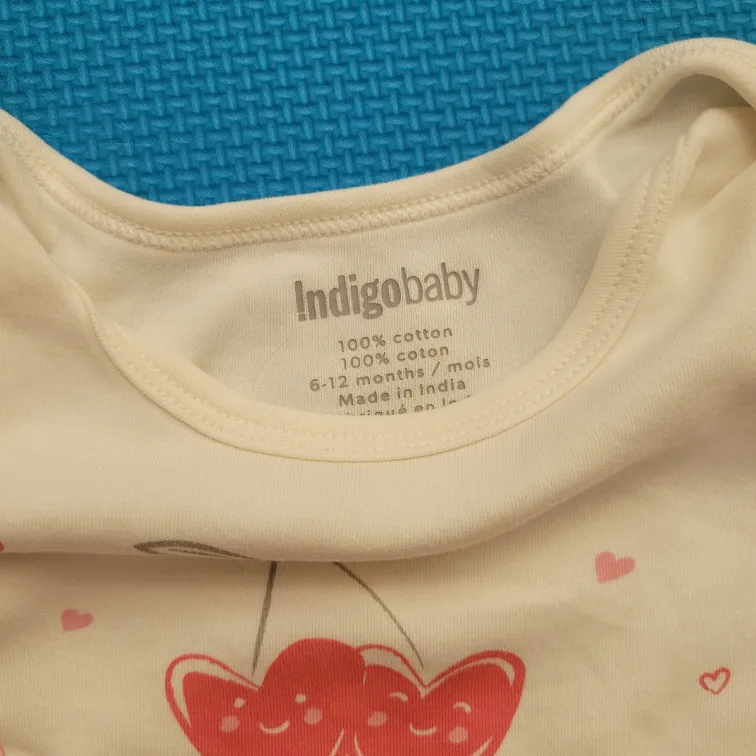 Indigobaby
100% cotton
100% coton
6-12 months / mois
Made in India